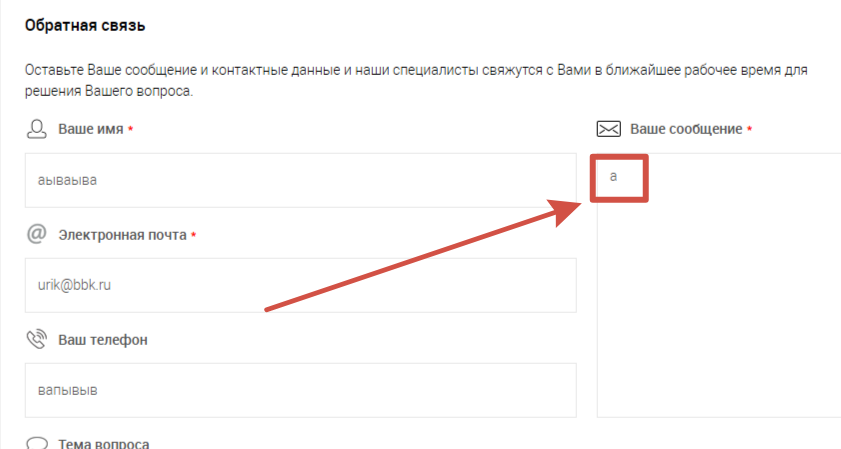 Обратная связь
Оставьте Ваше сообщение и контактные данные и наши специалисты свяжутся с Вами в ближайшее рабочее время для
решения Вашего вопроса.
Ваше имя *
аываыва
@ Электронная почта *
urik@bbk.ru
Ваш телефон
вапывыв
Тема вопроса
Ваше сообщение *
а